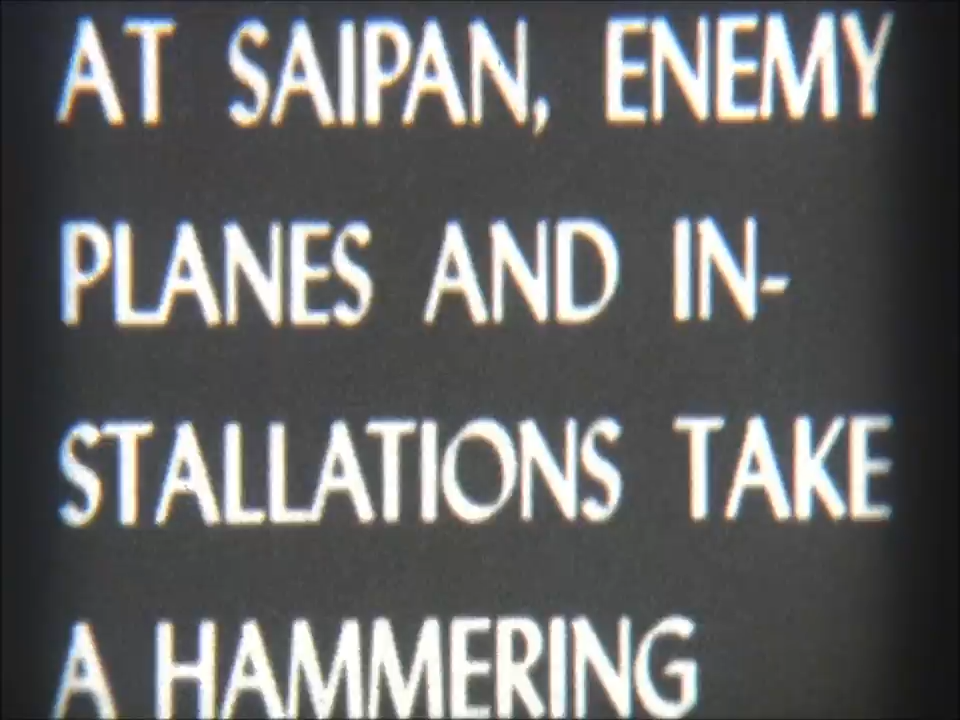 AT SAIPAN, ENEMY
PLANES AND IN-
STALLATIONS TAKE
A HAMMERING